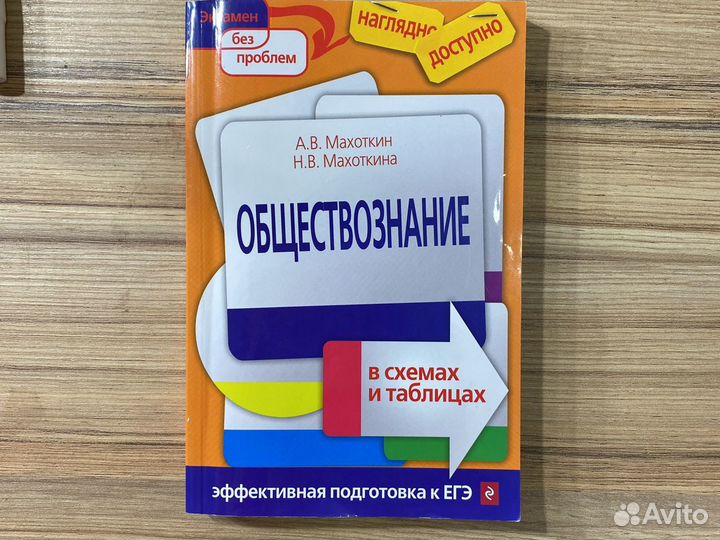 Экзамен
без
проблем
НАГЛЯДНО
ДОСТУПНО
А.В. Махоткин
Н.В. Махоткина
ОБЩЕСТВОЗНАНИЕ
в схемах
и таблицах
эффективная подготовка к ЕГЭ
Avito